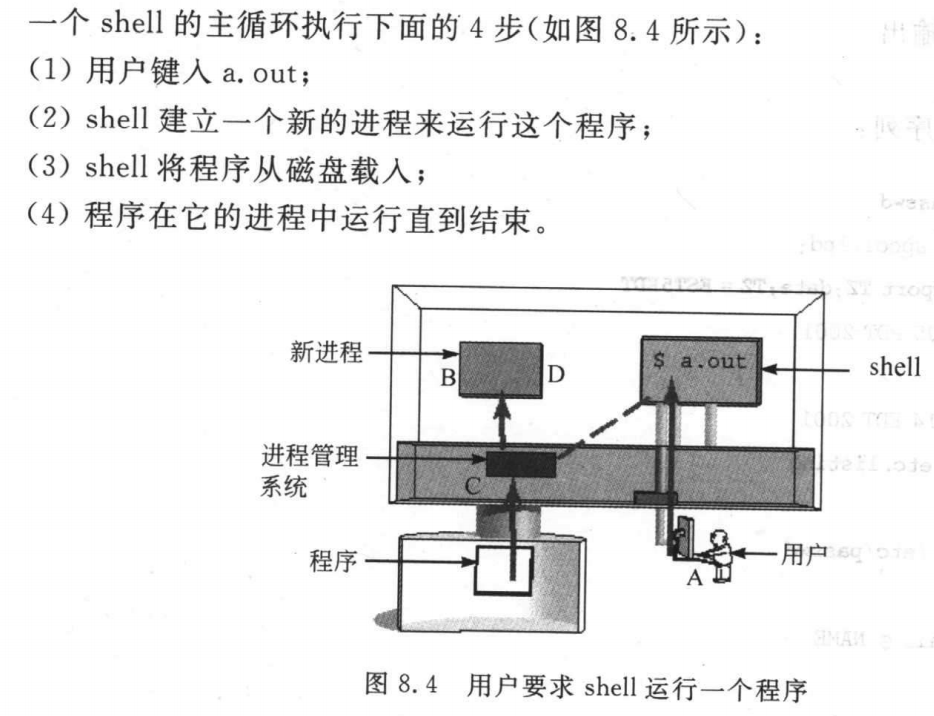 一个 shell 的主循环执行下面的 4 步(如图 8.4 所示):
(1) 用户键入 a.out;
(2) shell 建立一个新的进程来运行这个程序;
(3) shell 将程序从磁盘载入;
(4) 程序在它的进程中运行直到结束。
新进程
B
D
$ a.out
shell
进程管理
系统
C
程序
用户
A
图 8.4 用户要求 shell 运行一个程序